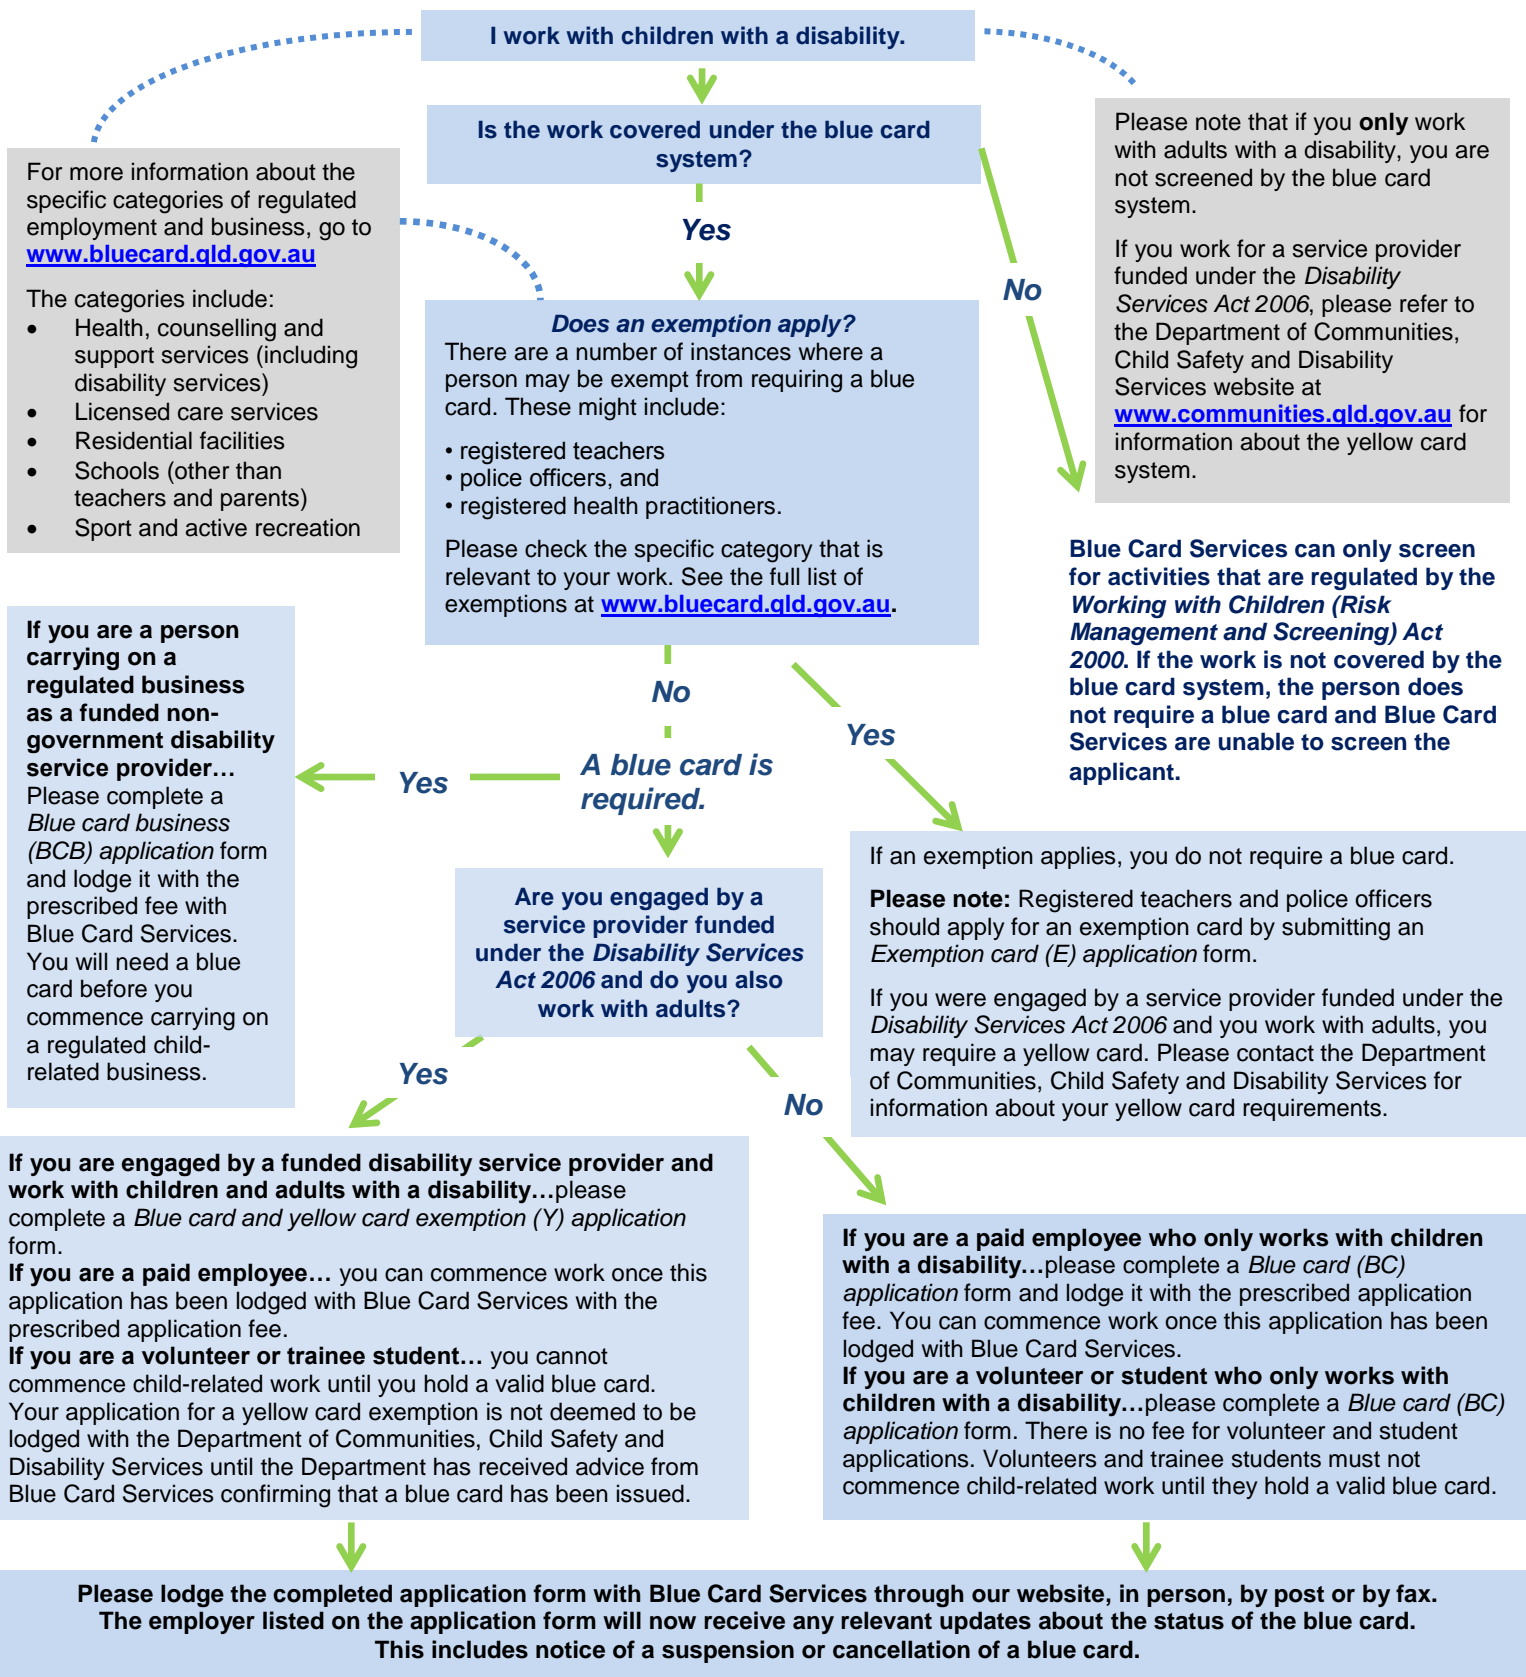 I work with children with a disability.
Is the work covered under the blue card
system?
Yes
No
Please note that if you only work
with adults with a disability, you are
not screened by the blue card
system.
If you work for a service provider
funded under the Disability
Services Act 2006, please refer to
the Department of Communities,
Child Safety and Disability
Services website at
www.communities.qld.gov.au for
information about the yellow card
system.
For more information about the
specific categories of regulated
employment and business, go to
www.bluecard.qld.gov.au
The categories include:
• Health, counselling and
support services (including
disability services)
• Licensed care services
• Residential facilities
• Schools (other than
teachers and parents)
• Sport and active recreation
Does an exemption apply?
There are a number of instances where a
person may be exempt from requiring a blue
card. These might include:
• registered teachers
• police officers, and
• registered health practitioners.
Please check the specific category that is
relevant to your work. See the full list of
exemptions at www.bluecard.qld.gov.au.
Blue Card Services can only screen
for activities that are regulated by the
Working with Children (Risk
Management and Screening) Act
2000. If the work is not covered by the
blue card system, the person does
not require a blue card and Blue Card
Services are unable to screen the
applicant.
No
Yes
A blue card is
required.
Yes
If you are a person
carrying on a
regulated business
as a funded non-
government disability
service provider…
Please complete a
Blue card business
(BCB) application form
and lodge it with the
prescribed fee with
Blue Card Services.
You will need a blue
card before you
commence carrying on
a regulated child-
related business.
If an exemption applies, you do not require a blue card.
Please note: Registered teachers and police officers
should apply for an exemption card by submitting an
Exemption card (E) application form.
If you were engaged by a service provider funded under the
Disability Services Act 2006 and you work with adults, you
may require a yellow card. Please contact the Department
of Communities, Child Safety and Disability Services for
information about your yellow card requirements.
Are you engaged by a
service provider funded
under the Disability Services
Act 2006 and do you also
work with adults?
Yes
No
If you are engaged by a funded disability service provider and
work with children and adults with a disability…please
complete a Blue card and yellow card exemption (Y) application
form.
If you are a paid employee… you can commence work once this
application has been lodged with Blue Card Services with the
prescribed application fee.
If you are a volunteer or trainee student… you cannot
commence child-related work until you hold a valid blue card.
Your application for a yellow card exemption is not deemed to be
lodged with the Department of Communities, Child Safety and
Disability Services until the Department has received advice from
Blue Card Services confirming that a blue card has been issued.
If you are a paid employee who only works with children
with a disability…please complete a Blue card (BC)
application form and lodge it with the prescribed application
fee. You can commence work once this application has been
lodged with Blue Card Services.
If you are a volunteer or student who only works with
children with a disability…please complete a Blue card (BC)
application form. There is no fee for volunteer and student
applications. Volunteers and trainee students must not
commence child-related work until they hold a valid blue card.
Please lodge the completed application form with Blue Card Services through our website, in person, by post or by fax.
The employer listed on the application form will now receive any relevant updates about the status of the blue card.
This includes notice of a suspension or cancellation of a blue card.